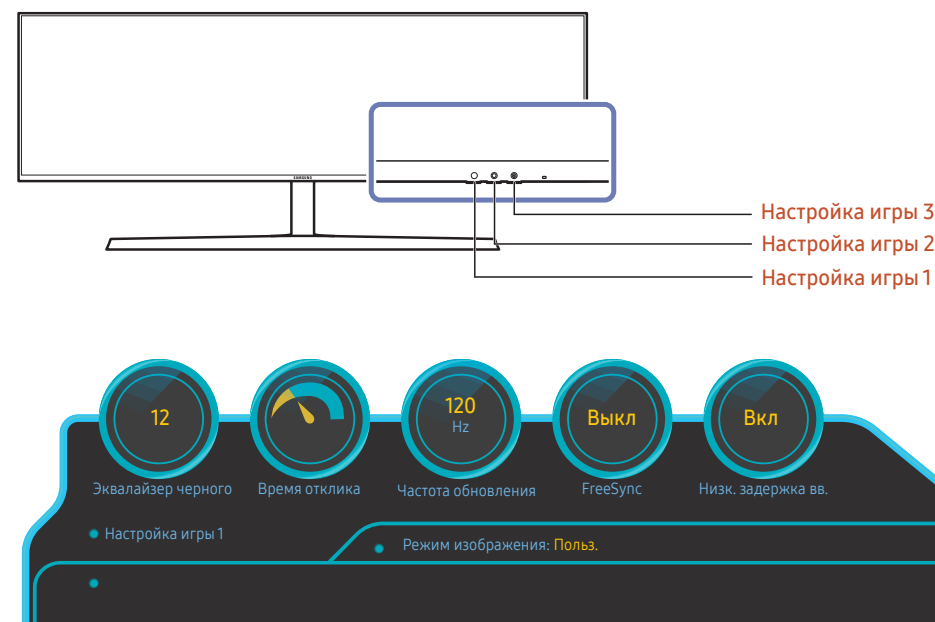 SAMSUNG
Настройка игры 3
Настройка игры 2
Настройка игры 1
12
120
Hz
Выкл
Вкл
Эквалайзер черного
Время отклика
Частота обновления
FreeSync
Низк. задержка вв.
Настройка игры 1
Режим изображения: Польз.